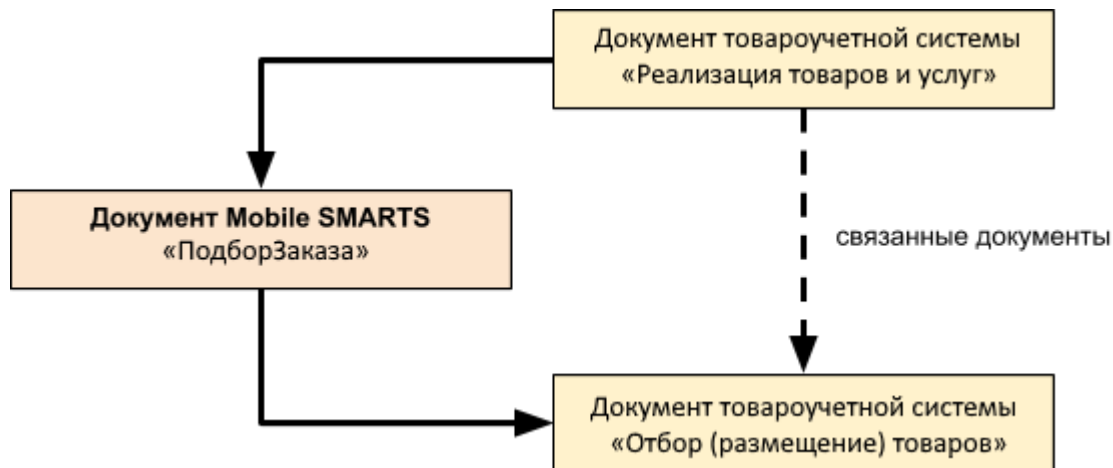 Документ товароучетной системы
«Реализация товаров и услуг»
Документ Mobile SMARTS
«ПодборЗаказа»
связанные документы
Документ товароучетной системы
«Отбор (размещение) товаров»